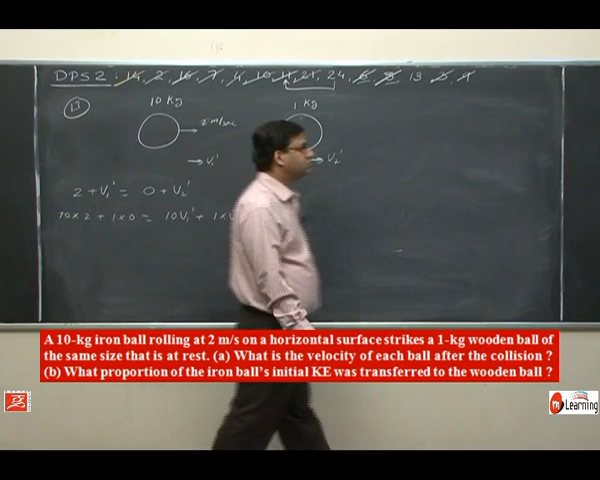 DPS 2 : 14, 2, 16, 7, 4, 10, 11, 21, 24, 6, 8, 13
13
10 kg
1 kg
2 m/sec
V₁'
V₂'
2 + V₁' = 0 + V₂'
10 × 2 + 1 × 0 = 10V₁' + 1 ×
A 10-kg iron ball rolling at 2 m/s on a horizontal surface strikes a 1-kg wooden ball of
the same size that is at rest. (a) What is the velocity of each ball after the collision ?
(b) What proportion of the iron ball's initial KE was transferred to the wooden ball ?
Learning